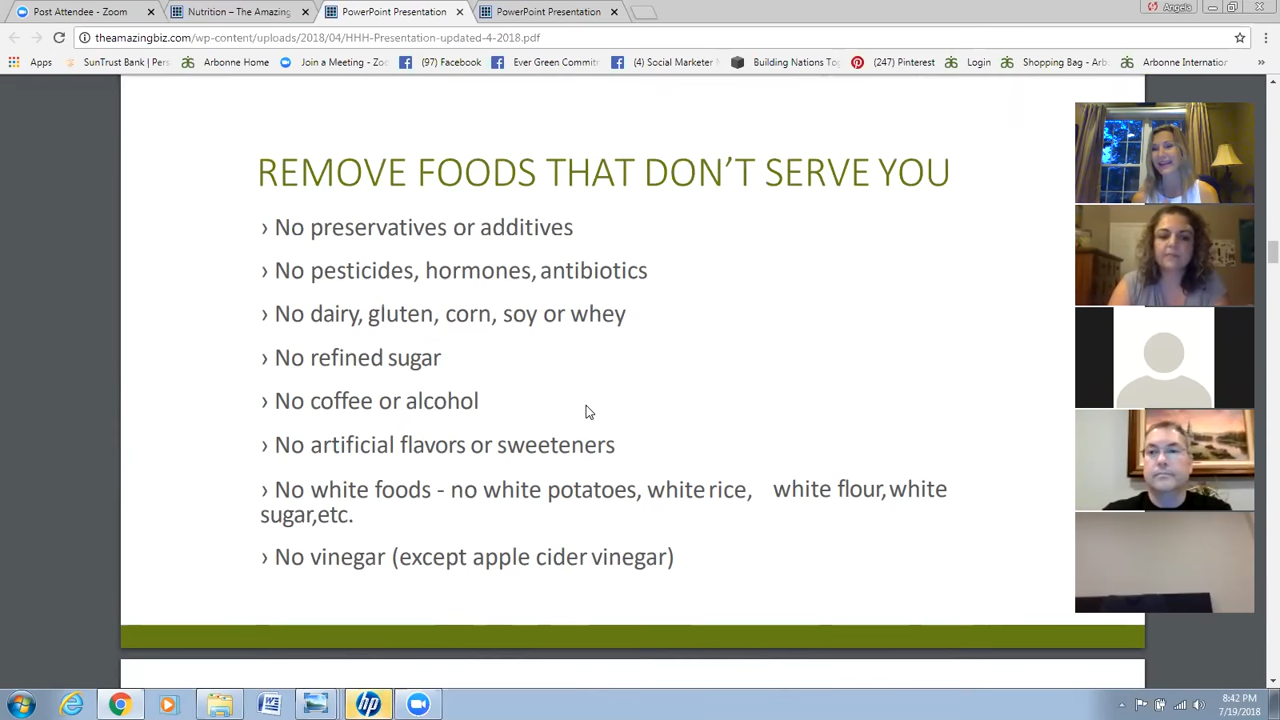 Post Attendee - Zoom
Nutrition – The Amazing
PowerPoint Presentation
PowerPoint Presentation
Angela
theamazingbiz.com/wp-content/uploads/2018/04/HHH-Presentation-updated-4-2018.pdf
Apps
SunTrust Bank | Pers
Arbonne Home
Join a Meeting - Zoo
(97) Facebook
Ever Green Commit
(4) Social Marketer
Building Nations To
(247) Pinterest
Login
Shopping Bag - Arb
Arbonne Internation
»
REMOVE FOODS THAT DON’T SERVE YOU
› No preservatives or additives
› No pesticides, hormones, antibiotics
› No dairy, gluten, corn, soy or whey
› No refined sugar
› No coffee or alcohol
› No artificial flavors or sweeteners
› No white foods - no white potatoes, white rice, white flour, white
sugar,etc.
› No vinegar (except apple cider vinegar)
8:42 PM
7/19/2018